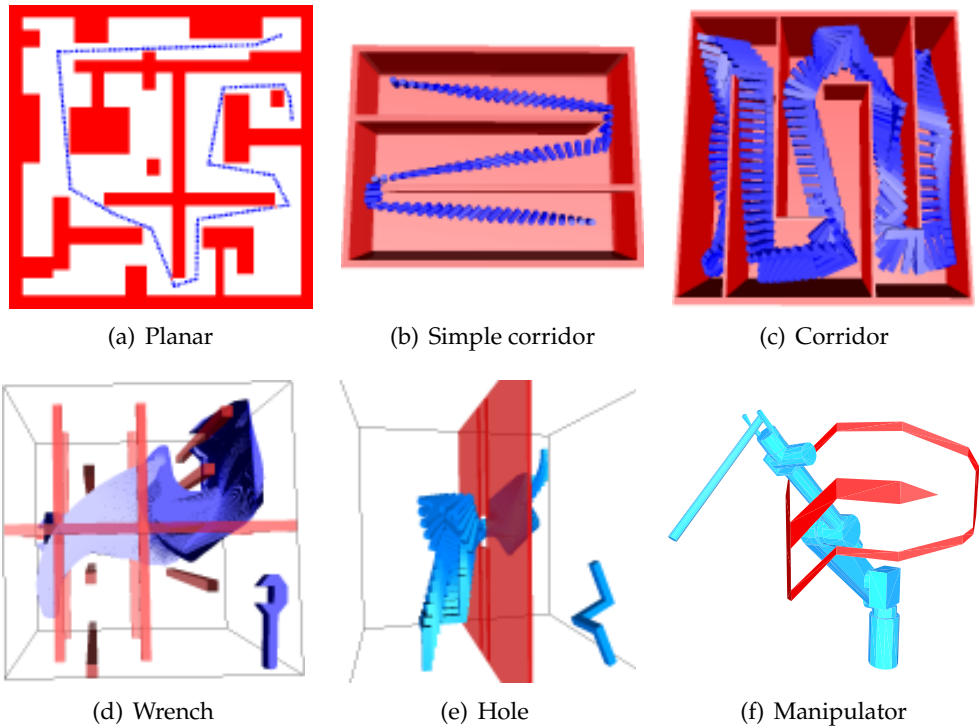 (a) Planar
(b) Simple corridor
(c) Corridor
(d) Wrench
(e) Hole
(f) Manipulator